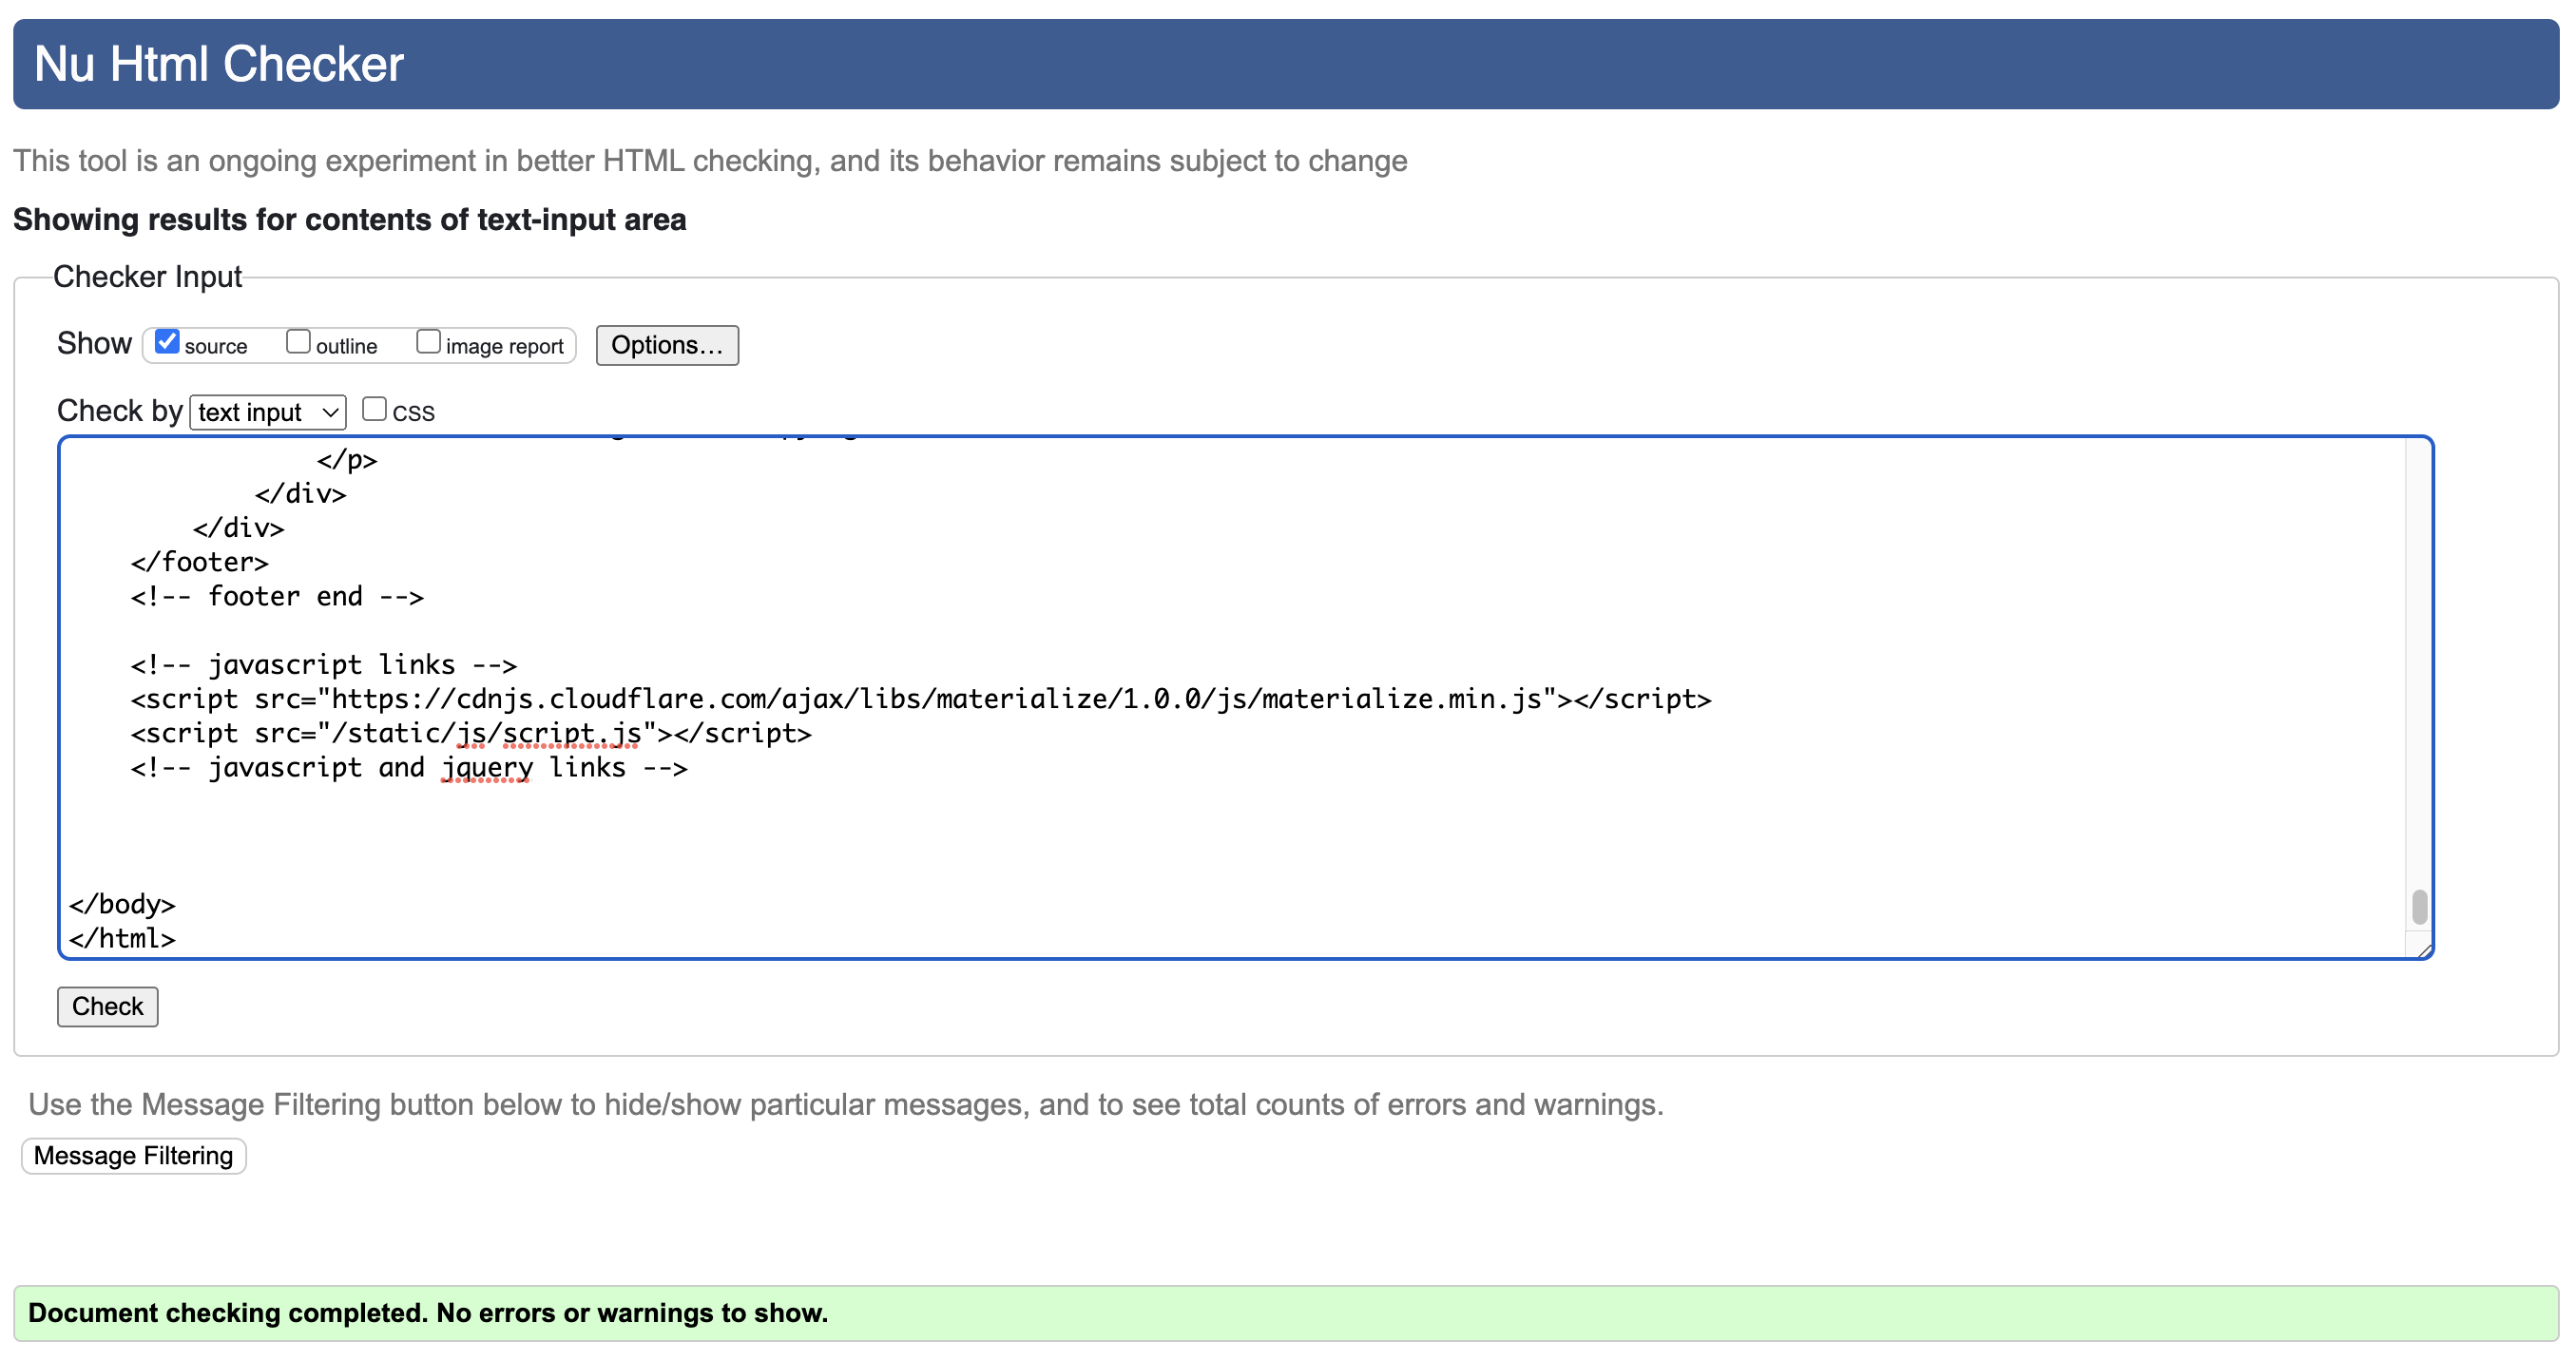 Nu Html Checker
This tool is an ongoing experiment in better HTML checking, and its behavior remains subject to change
Showing results for contents of text-input area
Checker Input
Show source outline image report Options...
Check by text input CSS
</p>
</div>
</div>
</footer>
<!-- footer end -->
<!-- javascript links -->
<script src="https://cdnjs.cloudflare.com/ajax/libs/materialize/1.0.0/js/materialize.min.js"></script>
<script src="/static/js/script.js"></script>
<!-- javascript and jquery links -->
</body>
</html>
Check
Use the Message Filtering button below to hide/show particular messages, and to see total counts of errors and warnings.
Message Filtering
Document checking completed. No errors or warnings to show.